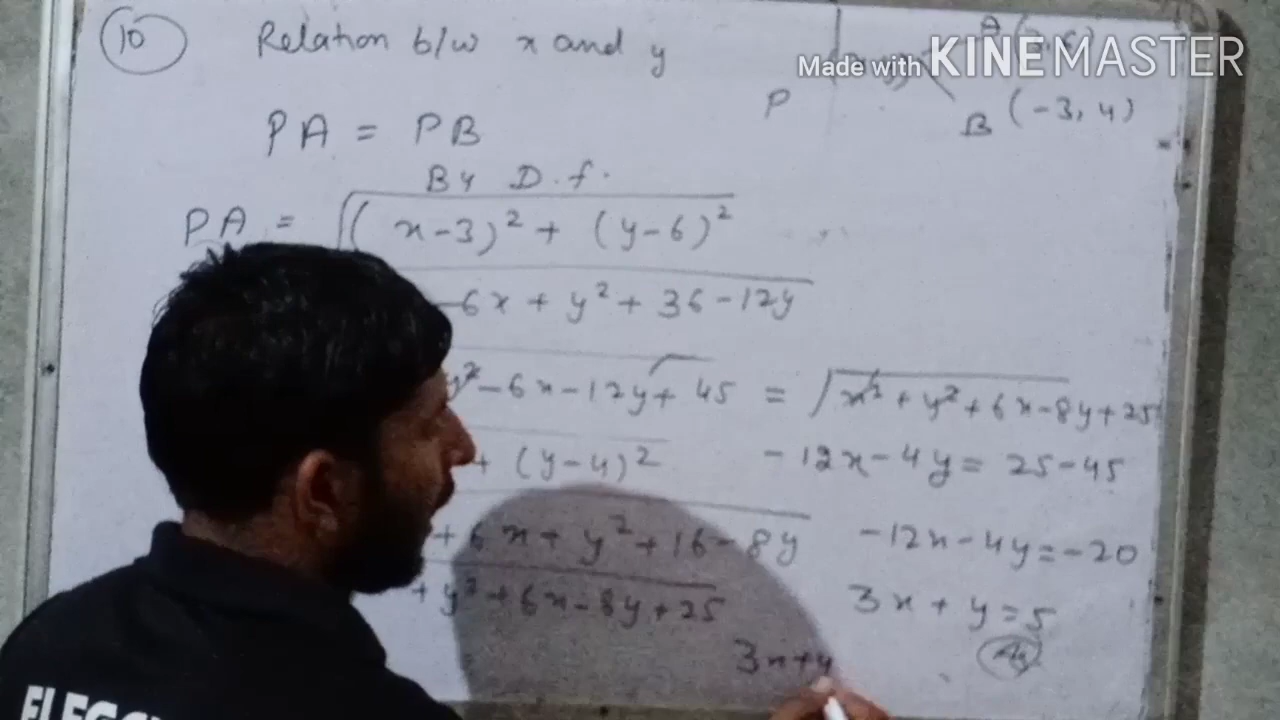 10 Relation b/w x and y
Made with KINEMASTER
A
P
B (-3, 4)
PA = PB
By D.f.
PA = √(x-3)² + (y-6)²
-6x + y² + 36 - 12y
y² - 6x - 12y + 45 = √x² + y² + 6x - 8y + 25
+ (y-4)²
-12x - 4y = 25 - 45
+ 6x + y² + 16 - 8y
-12x - 4y = -20
+ y² + 6x - 8y + 25
3x + y = 5
3x + y